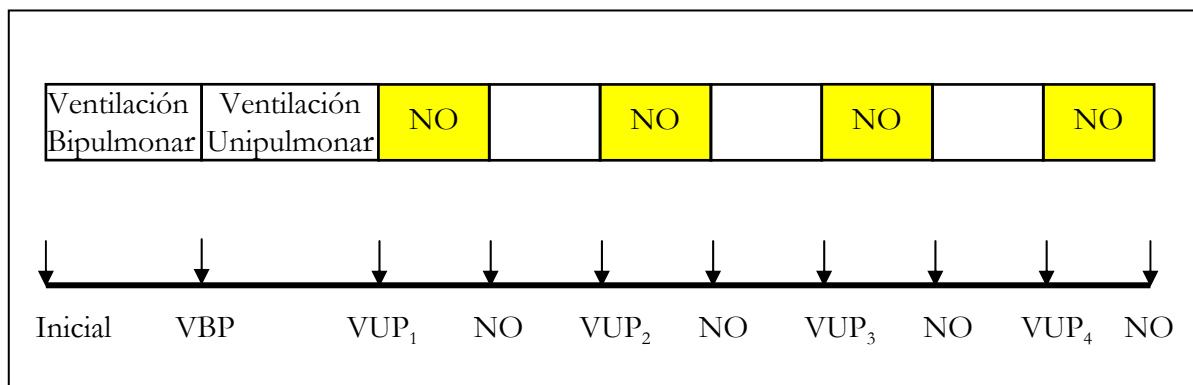 Ventilación Ventilación NO NO NO NO
Bipulmonar Unipulmonar
Inicial VBP VUP₁ NO VUP₂ NO VUP₃ NO VUP₄ NO